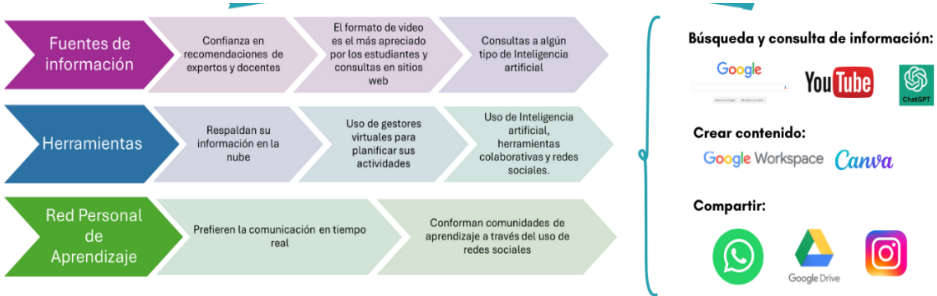 Fuentes de
información
Confianza en
recomendaciones de
expertos y docentes
El formato de video
es el más apreciado
por los estudiantes y
consultas en sitios
web
Consultas a algún
tipo de Inteligencia
artificial
Herramientas
Respaldan su
información en la
nube
Uso de gestores
virtuales para
planificar sus
actividades
Uso de Inteligencia
artificial,
herramientas
colaborativas y redes
sociales.
Red Personal
de
Aprendizaje
Prefieren la comunicación en tiempo
real
Conforman comunidades de
aprendizaje a través del uso de
redes sociales
Búsqueda y consulta de información:
Google
YouTube
ChatGPT
Crear contenido:
Google Workspace
Canva
Compartir:
Google Drive